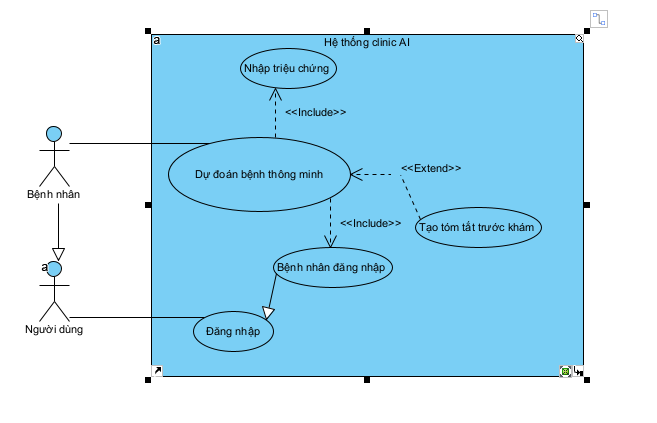 a
Hệ thống clinic AI
Nhập triệu chứng
<<Include>>
Dự đoán bệnh thông minh
<<Extend>>
Bệnh nhân
<<Include>>
Tạo tóm tắt trước khám
a
Bệnh nhân đăng nhập
Người dùng
Đăng nhập